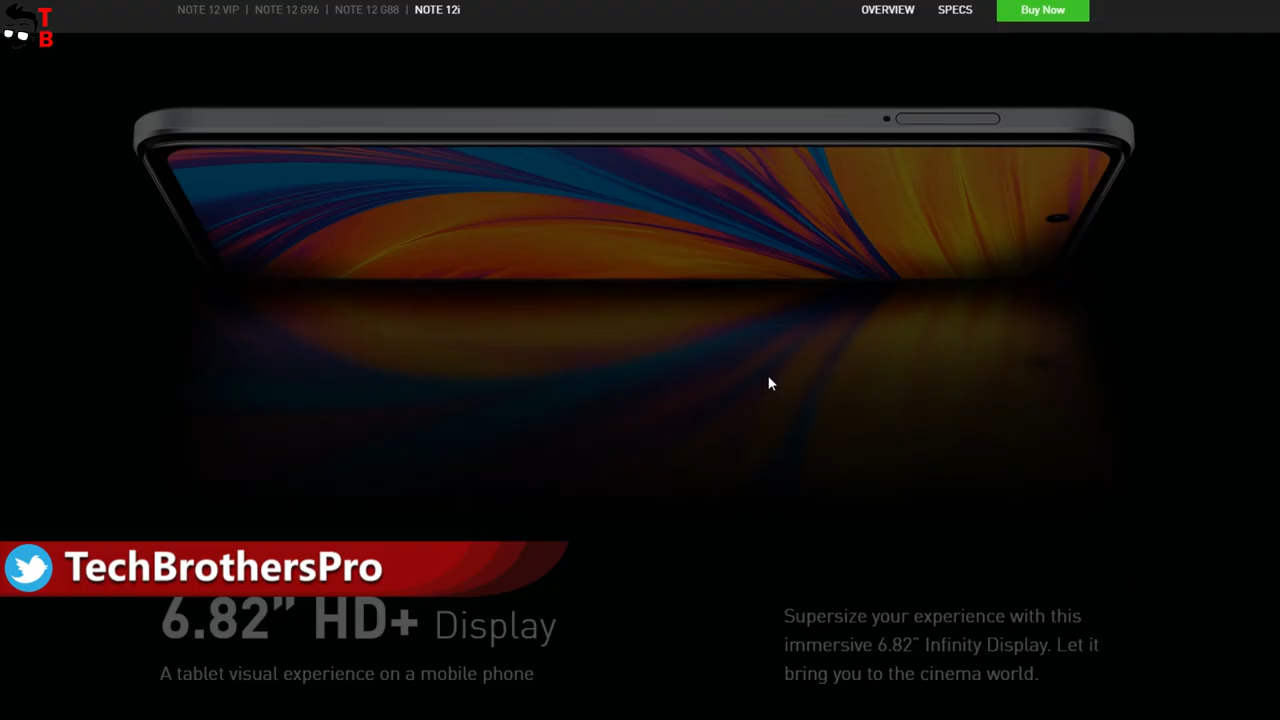 NOTE 12 VIP | NOTE 12 G96 | NOTE 12 G88 | NOTE 12i
OVERVIEW SPECS Buy Now
T
B
TechBrothersPro
6.82” HD+ Display
A tablet visual experience on a mobile phone
Supersize your experience with this
immersive 6.82" Infinity Display. Let it
bring you to the cinema world.